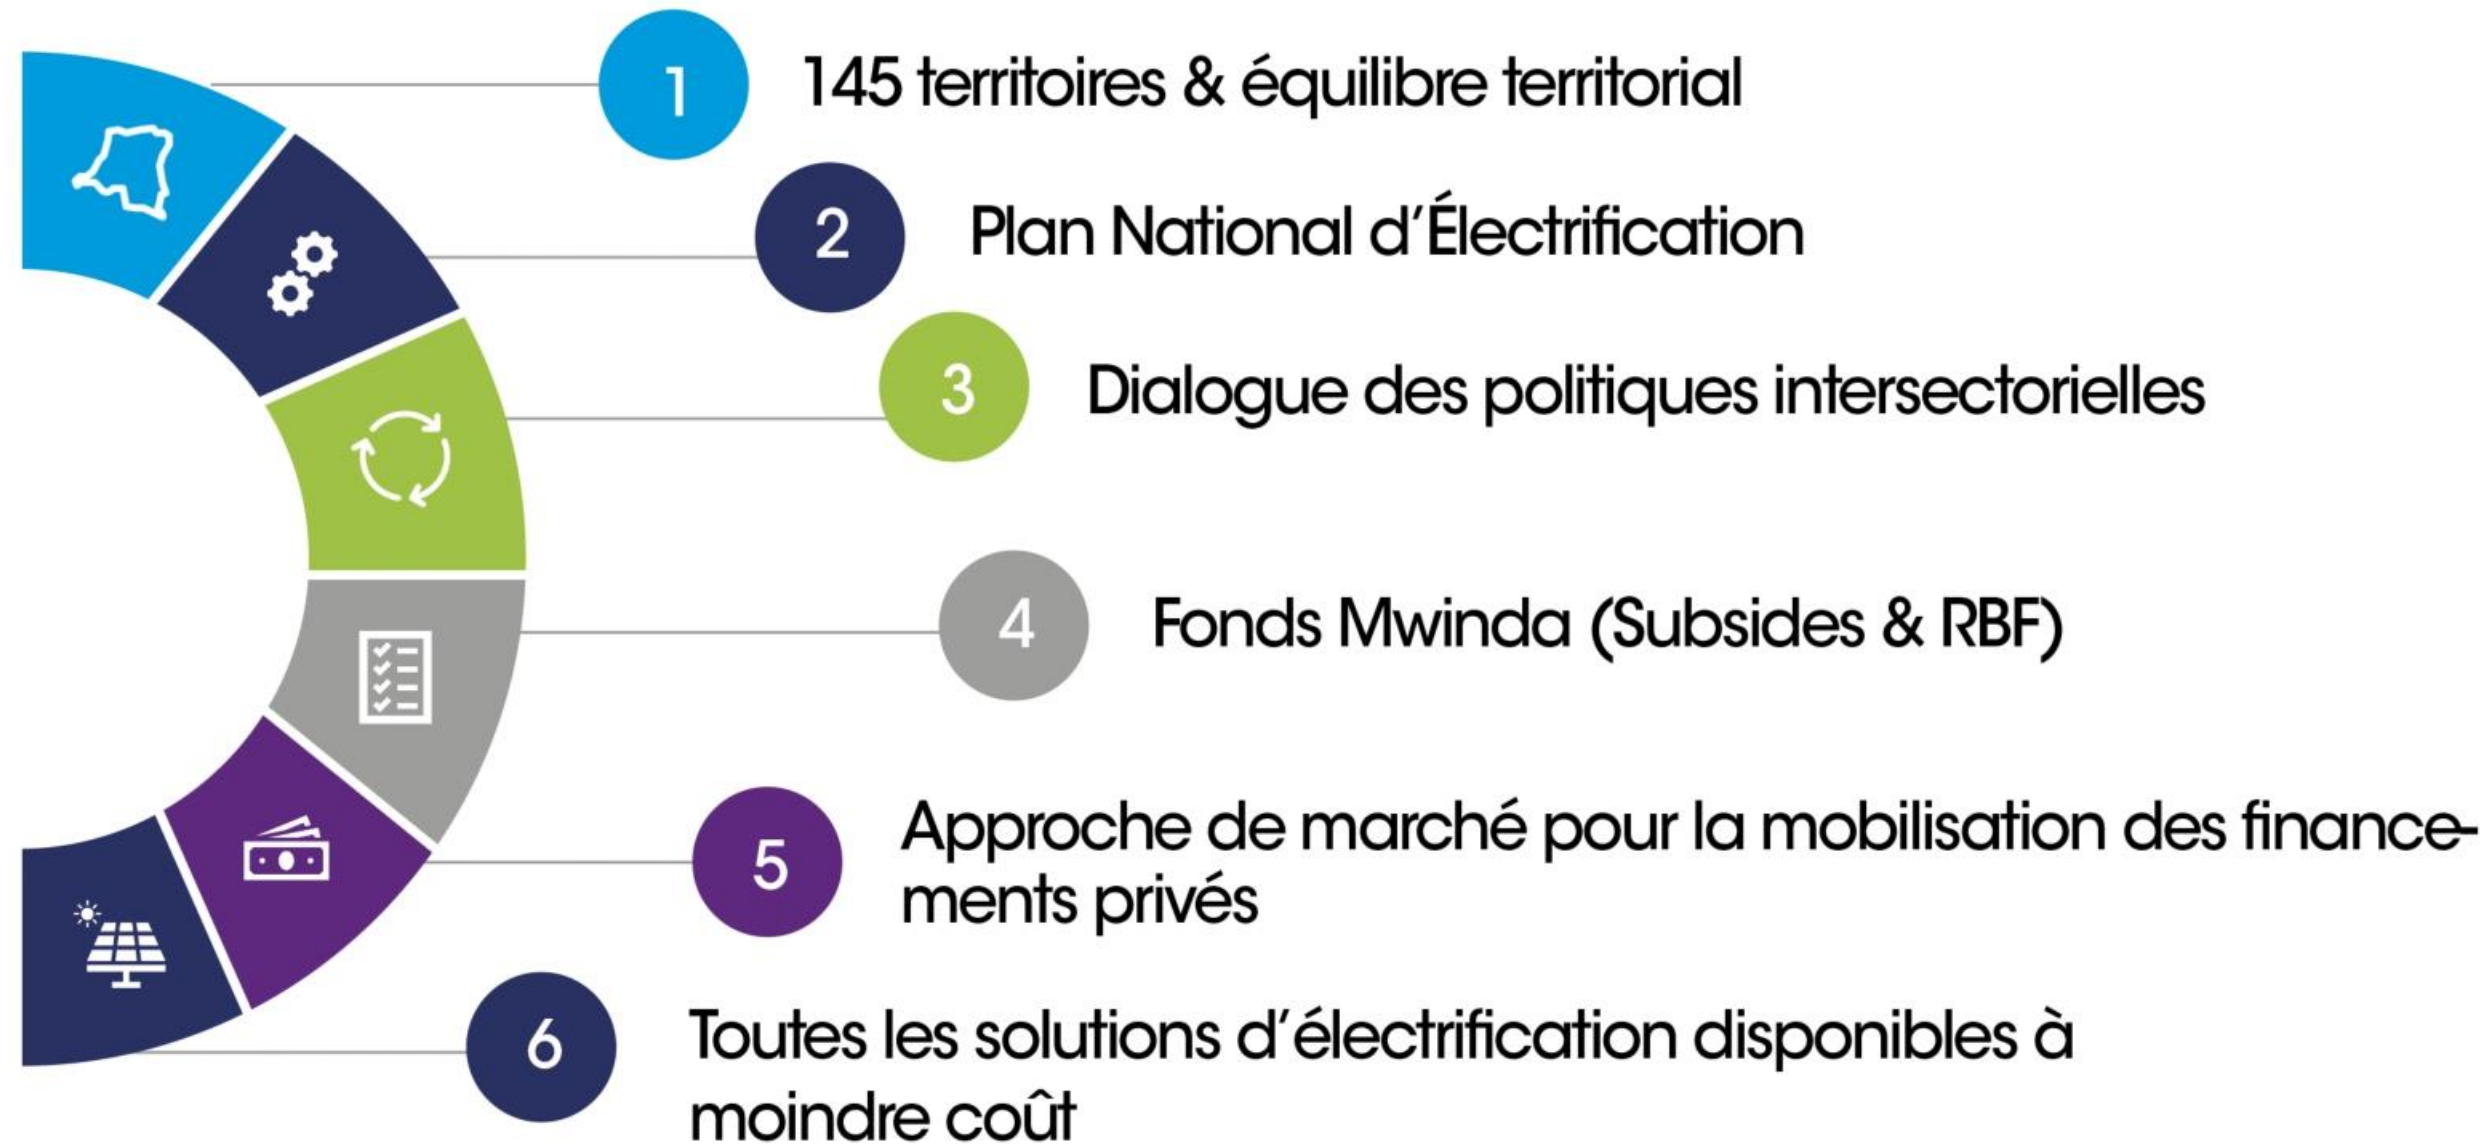 1
145 territoires & équilibre territorial
2
Plan National d'Électrification
3
Dialogue des politiques intersectorielles
4
Fonds Mwinda (Subsides & RBF)
5
Approche de marché pour la mobilisation des finance-
ments privés
6
Toutes les solutions d'électrification disponibles à
moindre coût